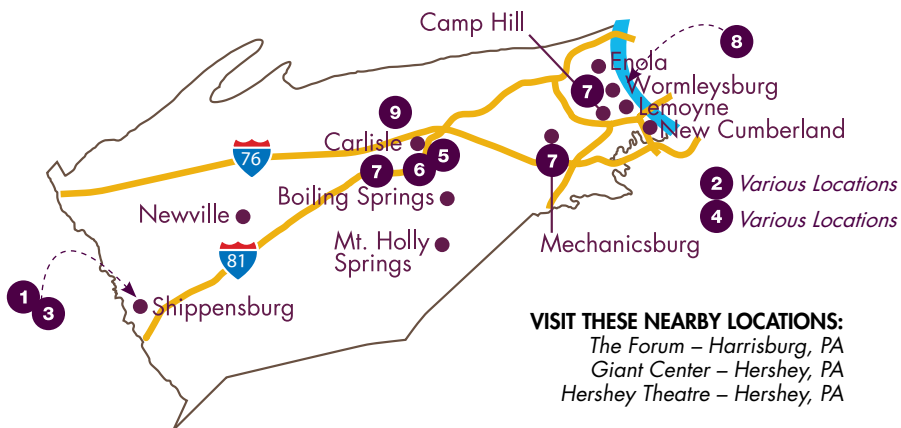 Camp Hill
8
Enola
7
Wormleysburg
Lemoyne
9
New Cumberland
Carlisle
76
7
6
5
7
2 Various Locations
Boiling Springs
4 Various Locations
Newville
Mt. Holly
Springs
Mechanicsburg
81
1
3
Shippensburg
VISIT THESE NEARBY LOCATIONS:
The Forum – Harrisburg, PA
Giant Center – Hershey, PA
Hershey Theatre – Hershey, PA